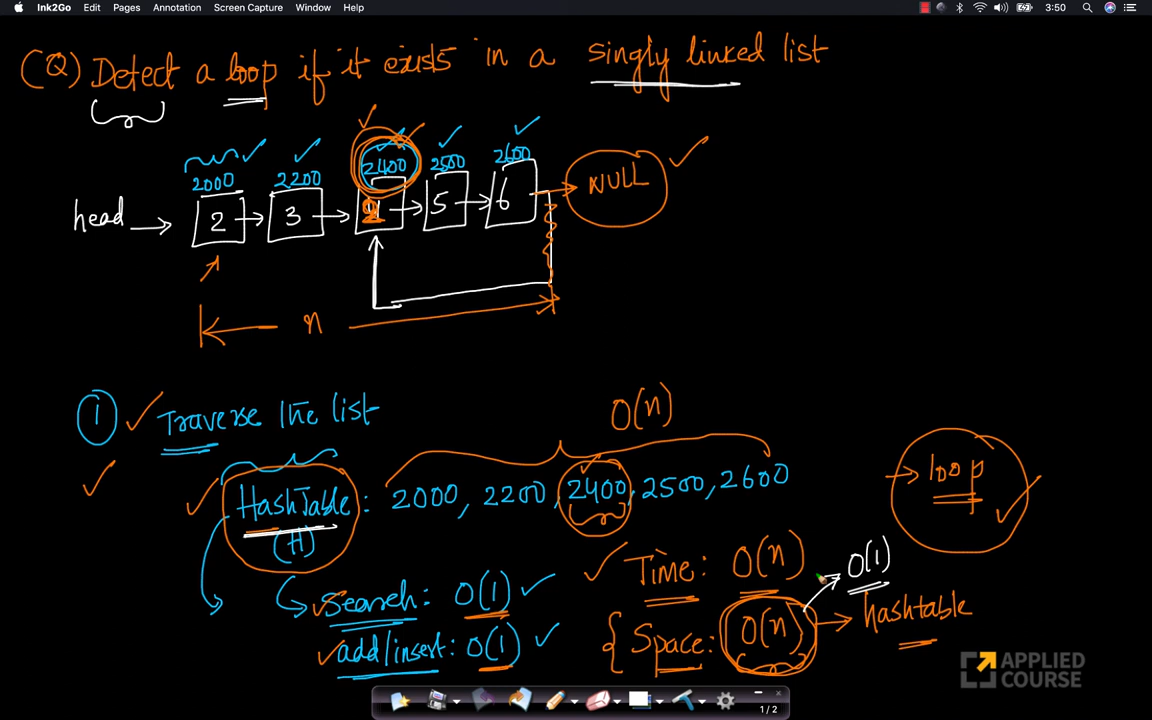 Ink2Go Edit Pages Annotation Screen Capture Window Help 3:50
(Q) Detect a loop if it exists in a singly linked list
2000 2200 2400 2500 2600
head 2 3 5 6 NULL
n
1 Traverse the list O(n)
HashTable: 2000, 2200, 2400, 2500, 2600
(H)
loop
Time: O(n) O(1)
search: O(1)
Space: O(n) hashtable
add/insert: O(1)
APPLIED
COURSE
1/2